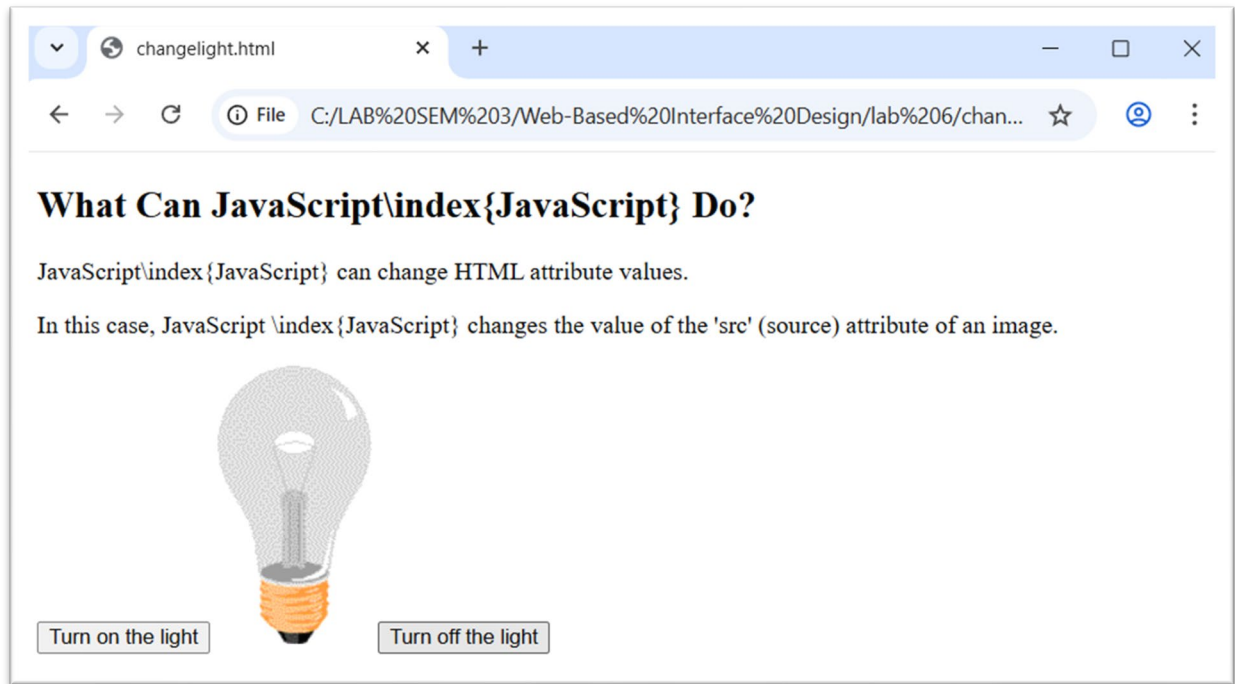 changelight.html
File C:/LAB%20SEM%203/Web-Based%20Interface%20Design/lab%206/chan...
What Can JavaScript\index{JavaScript} Do?
JavaScript\index{JavaScript} can change HTML attribute values.
In this case, JavaScript \index{JavaScript} changes the value of the 'src' (source) attribute of an image.
Turn on the light Turn off the light